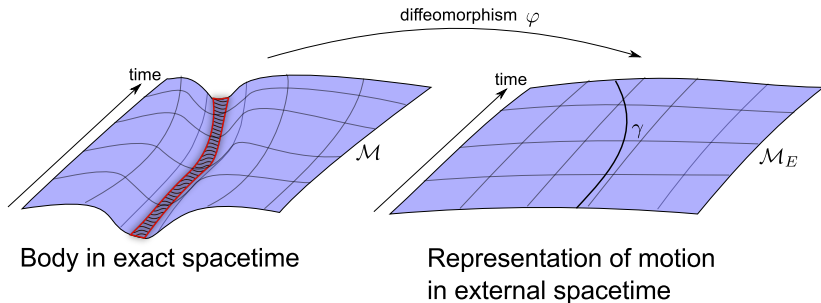 diffeomorphism φ
time
time
γ
ℳ
ℳ_E
Body in exact spacetime
Representation of motion
in external spacetime